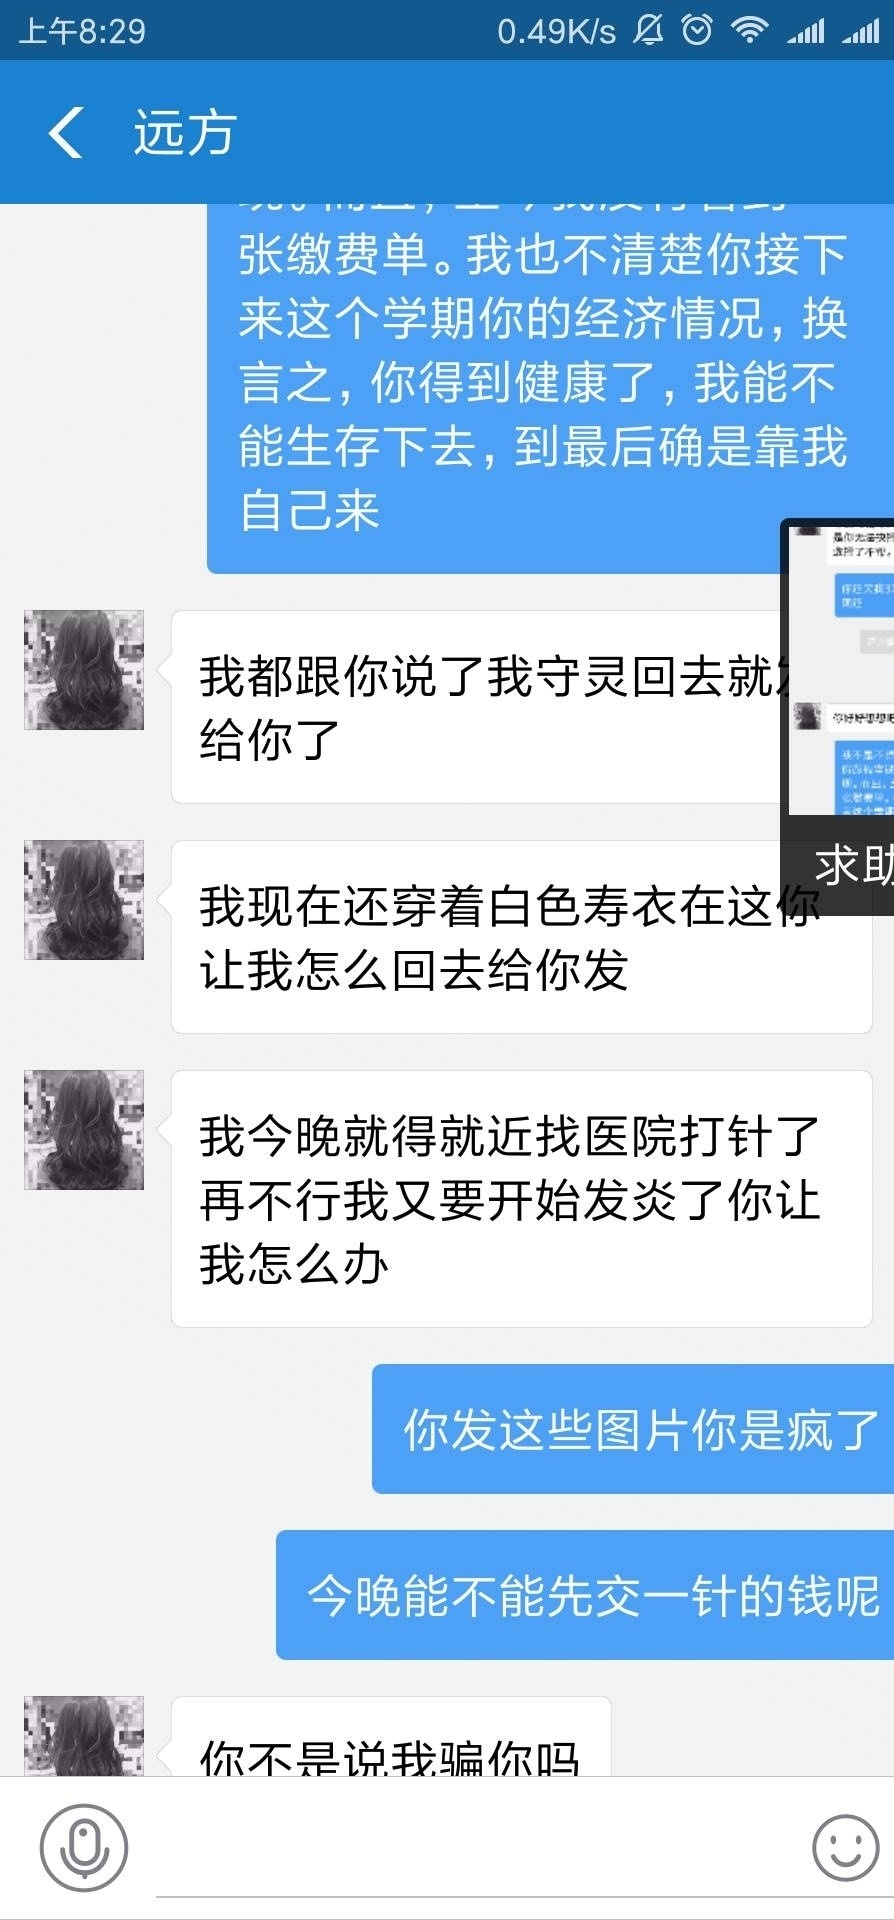 上午8:29
0.49K/s
远方
张缴费单。我也不清楚你接下
来这个学期你的经济情况，换
言之，你得到健康了，我能不
能生存下去，到最后确是靠我
自己来
我都跟你说了我守灵回去就发
给你了
我现在还穿着白色寿衣在这你
让我怎么回去给你发
我今晚就得就近找医院打针了
再不行我又要开始发炎了你让
我怎么办
你发这些图片你是疯了
今晚能不能先交一针的钱呢
你不是说我骗你吗
求助
你好好想想吧